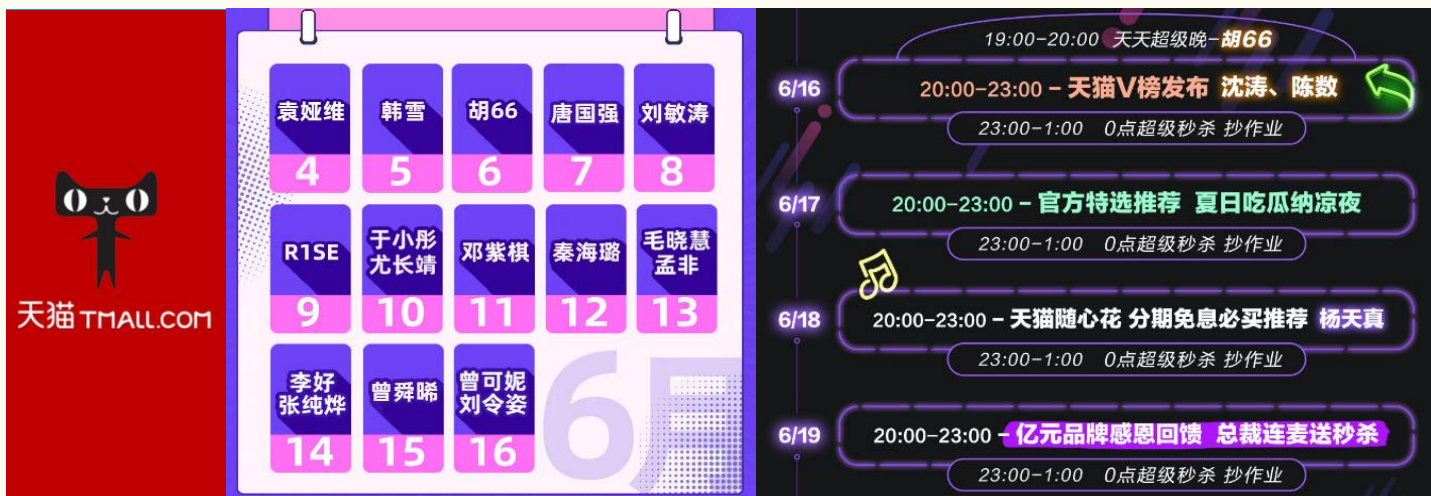 天猫 TMALL.COM
袁娅维
4
韩雪
5
胡66
6
唐国强
7
刘敏涛
8
R1SE
9
于小彤
尤长靖
10
邓紫棋
11
秦海璐
12
毛晓慧
孟非
13
李好
张纯烨
14
曾舜晞
15
曾可妮
刘令姿
16
6月
19:00-20:00 天天超级晚-胡66
6/16
20:00-23:00 - 天猫V榜发布 沈涛、陈数
23:00-1:00 0点超级秒杀 抄作业
6/17
20:00-23:00 - 官方特选推荐 夏日吃瓜纳凉夜
23:00-1:00 0点超级秒杀 抄作业
6/18
20:00-23:00 - 天猫随心花 分期免息必买推荐 杨天真
23:00-1:00 0点超级秒杀 抄作业
6/19
20:00-23:00 - 亿元品牌感恩回馈 总裁连麦送秒杀
23:00-1:00 0点超级秒杀 抄作业